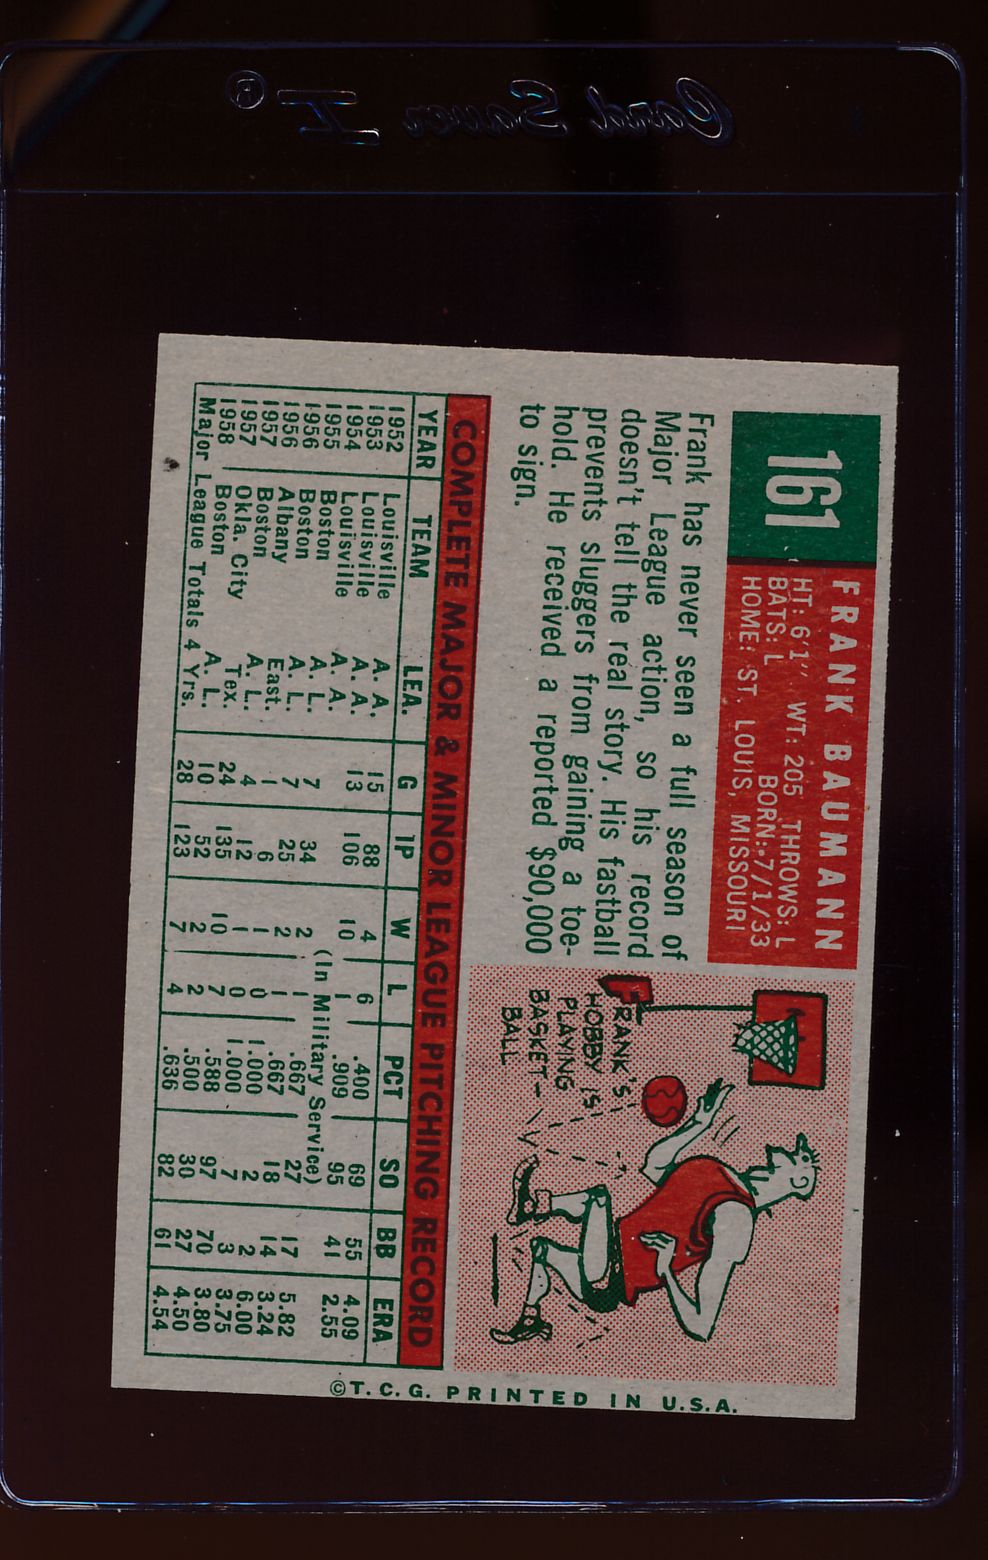 Card Saver I®
161
FRANK BAUMANN
HT: 6'1" WT: 205 THROWS: L
BATS: L BORN: 7/1/33
HOME: ST. LOUIS, MISSOURI
Frank has never seen a full season of
Major League action, so his record
doesn't tell the real story. His fastball
prevents sluggers from gaining a toe-
hold. He received a reported $90,000
to sign.
FRANK'S
HOBBY IS
PLAYING
BASKET-
BALL
COMPLETE MAJOR & MINOR LEAGUE PITCHING RECORD
YEAR TEAM LEA. G IP W L PCT SO BB ERA
1952 Louisville A. A. 15 88 4 6 .400 69 55 4.09
1953 Louisville A. A. 13 106 10 1 .909 95 41 2.55
1954 Louisville A. A. (In Military Service)
1955 Boston A. L. 7 34 2 1 .667 27 17 5.82
1956 Boston A. L. 7 25 2 1 .667 18 14 3.24
1956 Albany East. 1 6 1 0 1.000 2 2 6.00
1957 Boston A. L. 4 12 1 0 1.000 7 3 3.75
1957 Okla. City Tex. 24 135 10 7 .588 97 70 3.80
1958 Boston A. L. 10 52 2 2 .500 30 27 4.50
Major League Totals 4 Yrs. 28 123 7 4 .636 82 61 4.54
©T.C.G. PRINTED IN U.S.A.